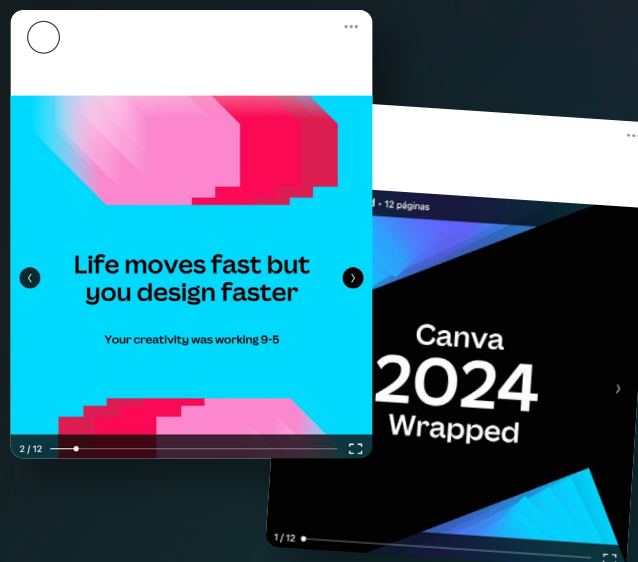 Life moves fast but
you design faster
Your creativity was working 9-5
2 / 12
• 12 páginas
Canva
2024
Wrapped
1 / 12